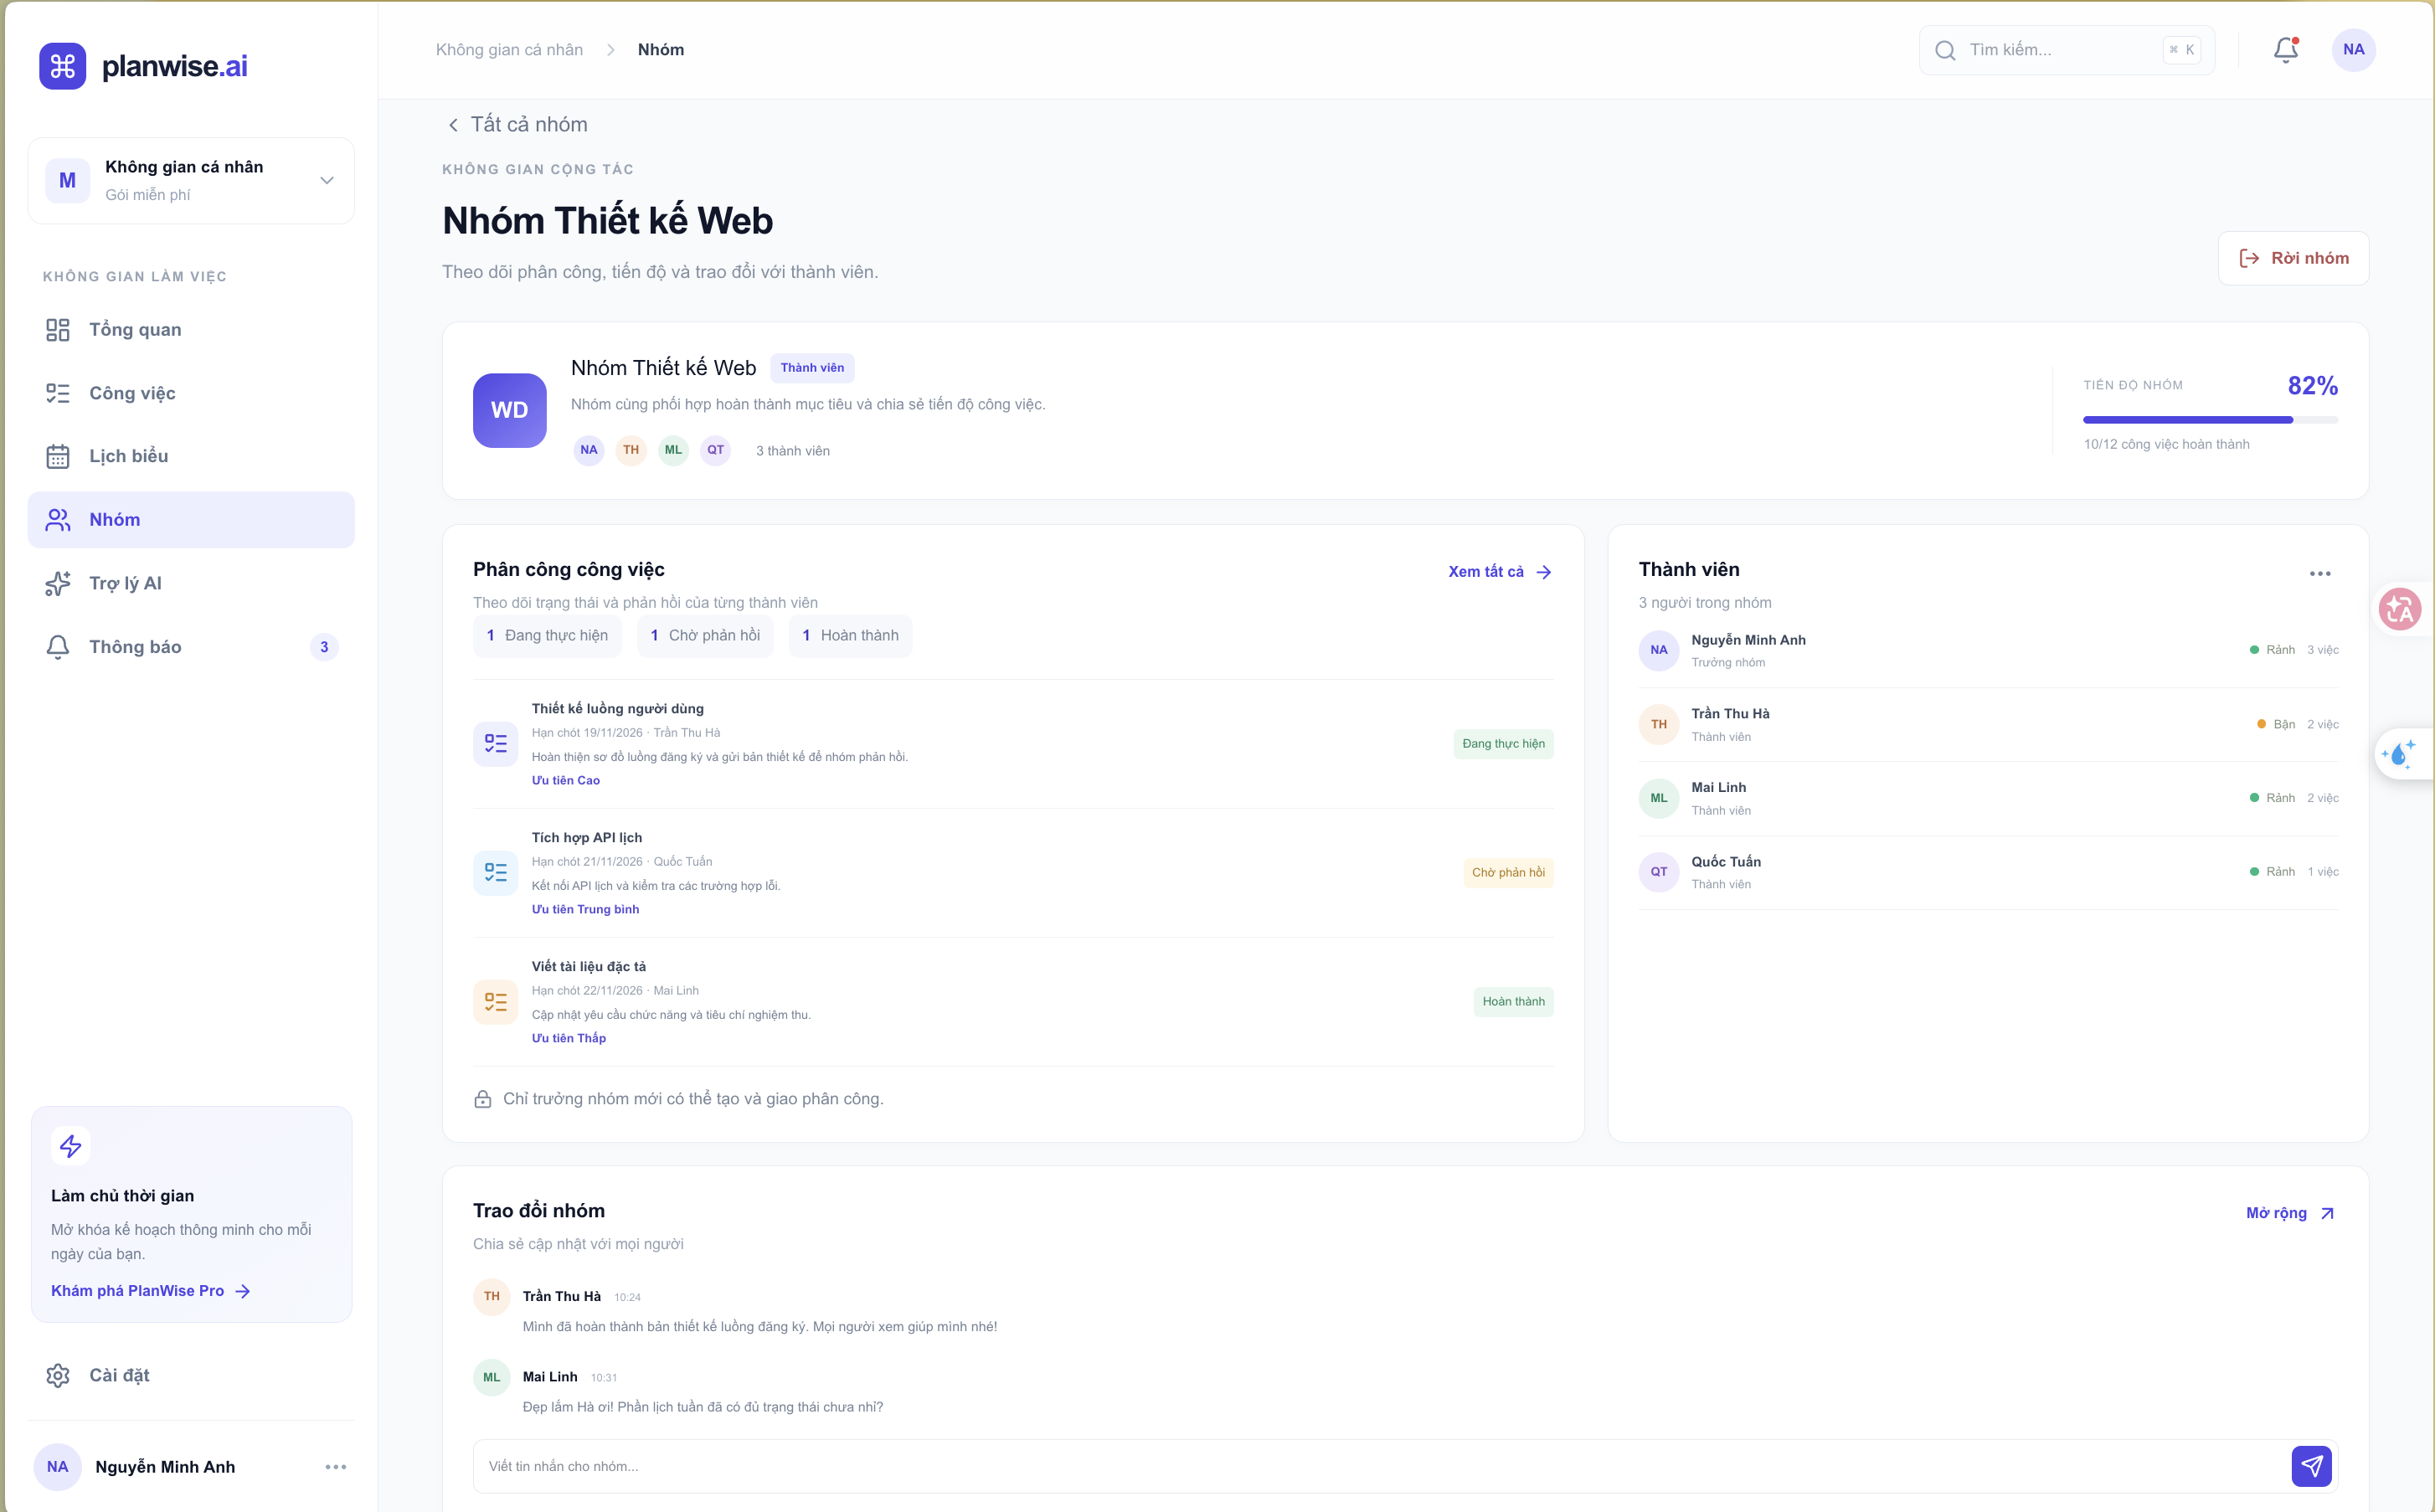 planwise.ai
M
Không gian cá nhân
Gói miễn phí
KHÔNG GIAN LÀM VIỆC
Tổng quan
Công việc
Lịch biểu
Nhóm
Trợ lý AI
Thông báo 3
Làm chủ thời gian
Mở khóa kế hoạch thông minh cho mỗi
ngày của bạn.
Khám phá PlanWise Pro
Cài đặt
NA Nguyễn Minh Anh
Không gian cá nhân Nhóm
Tìm kiếm... ⌘ K
NA
Tất cả nhóm
KHÔNG GIAN CỘNG TÁC
Nhóm Thiết kế Web
Theo dõi phân công, tiến độ và trao đổi với thành viên.
Rời nhóm
WD
Nhóm Thiết kế Web Thành viên
Nhóm cùng phối hợp hoàn thành mục tiêu và chia sẻ tiến độ công việc.
NA TH ML QT 3 thành viên
TIẾN ĐỘ NHÓM 82%
10/12 công việc hoàn thành
Phân công công việc
Xem tất cả
Theo dõi trạng thái và phản hồi của từng thành viên
1 Đang thực hiện 1 Chờ phản hồi 1 Hoàn thành
Thiết kế luồng người dùng
Hạn chót 19/11/2026 · Trần Thu Hà
Hoàn thiện sơ đồ luồng đăng ký và gửi bản thiết kế để nhóm phản hồi.
Ưu tiên Cao
Đang thực hiện
Tích hợp API lịch
Hạn chót 21/11/2026 · Quốc Tuấn
Kết nối API lịch và kiểm tra các trường hợp lỗi.
Ưu tiên Trung bình
Chờ phản hồi
Viết tài liệu đặc tả
Hạn chót 22/11/2026 · Mai Linh
Cập nhật yêu cầu chức năng và tiêu chí nghiệm thu.
Ưu tiên Thấp
Hoàn thành
Chỉ trưởng nhóm mới có thể tạo và giao phân công.
Thành viên
3 người trong nhóm
NA
Nguyễn Minh Anh
Trưởng nhóm
Rảnh 3 việc
TH
Trần Thu Hà
Thành viên
Bận 2 việc
ML
Mai Linh
Thành viên
Rảnh 2 việc
QT
Quốc Tuấn
Thành viên
Rảnh 1 việc
Trao đổi nhóm
Mở rộng
Chia sẻ cập nhật với mọi người
TH
Trần Thu Hà 10:24
Mình đã hoàn thành bản thiết kế luồng đăng ký. Mọi người xem giúp mình nhé!
ML
Mai Linh 10:31
Đẹp lắm Hà ơi! Phần lịch tuần đã có đủ trạng thái chưa nhỉ?
Viết tin nhắn cho nhóm...